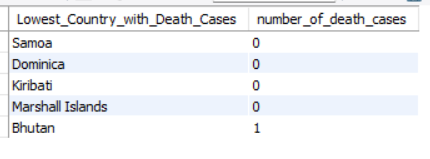 Lowest_Country_with_Death_Cases number_of_death_cases
Samoa 0
Dominica 0
Kiribati 0
Marshall Islands 0
Bhutan 1